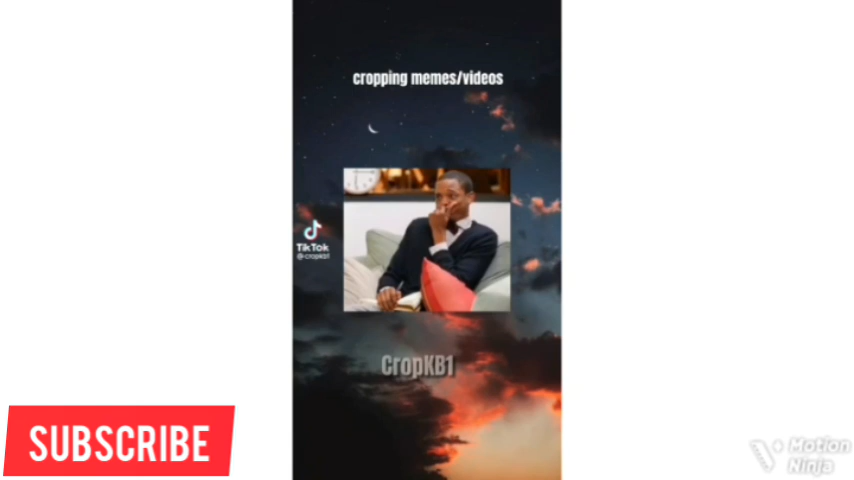 cropping memes/videos
TikTok
@cropkb1
CropKB1
SUBSCRIBE
Motion
Ninja